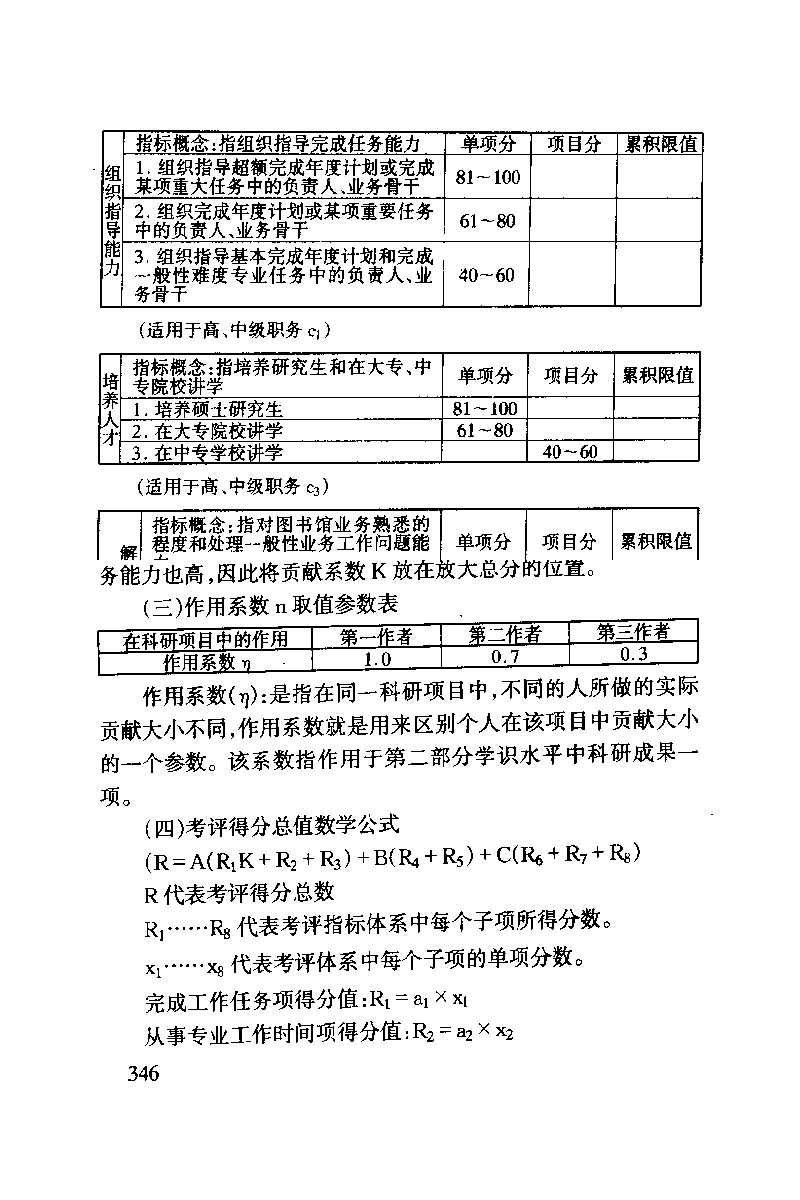 组织指导能力
指标概念:指组织指导完成任务能力 单项分 项目分 累积限值
1. 组织指导超额完成年度计划或完成
某项重大任务中的负责人、业务骨干 81~100
2. 组织完成年度计划或某项重要任务
中的负责人、业务骨干 61~80
3. 组织指导基本完成年度计划和完成
一般性难度专业任务中的负责人、业 40~60
务骨干
(适用于高、中级职务 c₁)
培养人才
指标概念:指培养研究生和在大专、中
专院校讲学 单项分 项目分 累积限值
1. 培养硕士研究生 81~100
2. 在大专院校讲学 61~80
3. 在中专学校讲学 40~60
(适用于高、中级职务 c₃)
指标概念:指对图书馆业务熟悉的
解 程度和处理一般性业务工作问题能 单项分 项目分 累积限值
务能力也高,因此将贡献系数 K 放在放大总分的位置。
(三)作用系数 n 取值参数表
在科研项目中的作用 第一作者 第二作者 第三作者
作用系数 η 1.0 0.7 0.3
作用系数(η):是指在同一科研项目中,不同的人所做的实际
贡献大小不同,作用系数就是用来区别个人在该项目中贡献大小
的一个参数。该系数指作用于第二部分学识水平中科研成果一
项。
(四)考评得分总值数学公式
(R=A(R₁K+R₂+R₃)+B(R₄+R₅)+C(R₆+R₇+R₈)
R 代表考评得分总数
R₁……R₈ 代表考评指标体系中每个子项所得分数。
x₁……x₈ 代表考评体系中每个子项的单项分数。
完成工作任务项得分值:R₁=a₁×x₁
从事专业工作时间项得分值:R₂=a₂×x₂
346